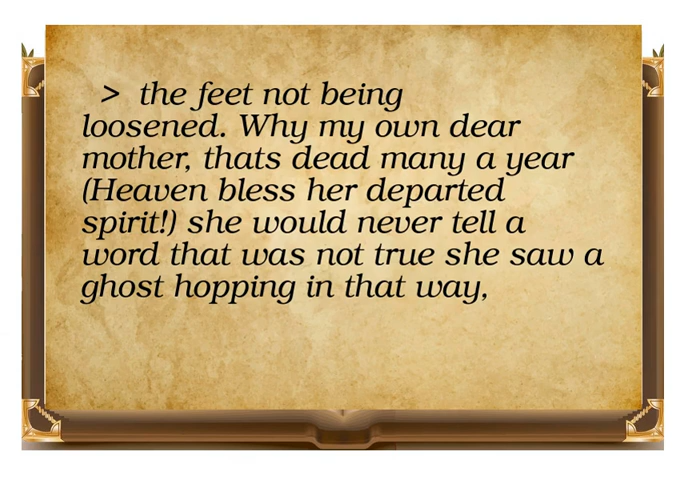 > the feet not being
loosened. Why my own dear
mother, thats dead many a year
(Heaven bless her departed
spirit!) she would never tell a
word that was not true she saw a
ghost hopping in that way,